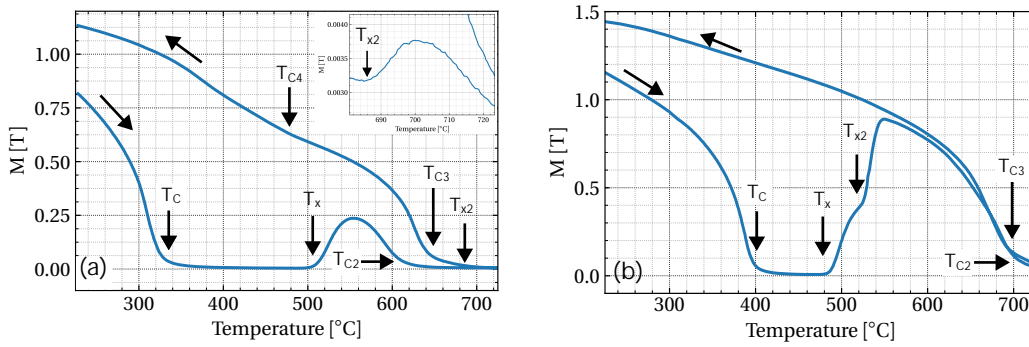 1.00
0.75
0.50
0.25
0.00
M [T]
300
400
500
600
700
Temperature [°C]
(a)
T_C
T_x
T_C2
T_C3
T_x2
T_C4
0.0040
0.0035
0.0030
M [T]
690
700
710
720
Temperature [°C]
T_x2
1.5
1.0
0.5
0.0
M [T]
300
400
500
600
700
Temperature [°C]
(b)
T_C
T_x
T_x2
T_C3
T_C2